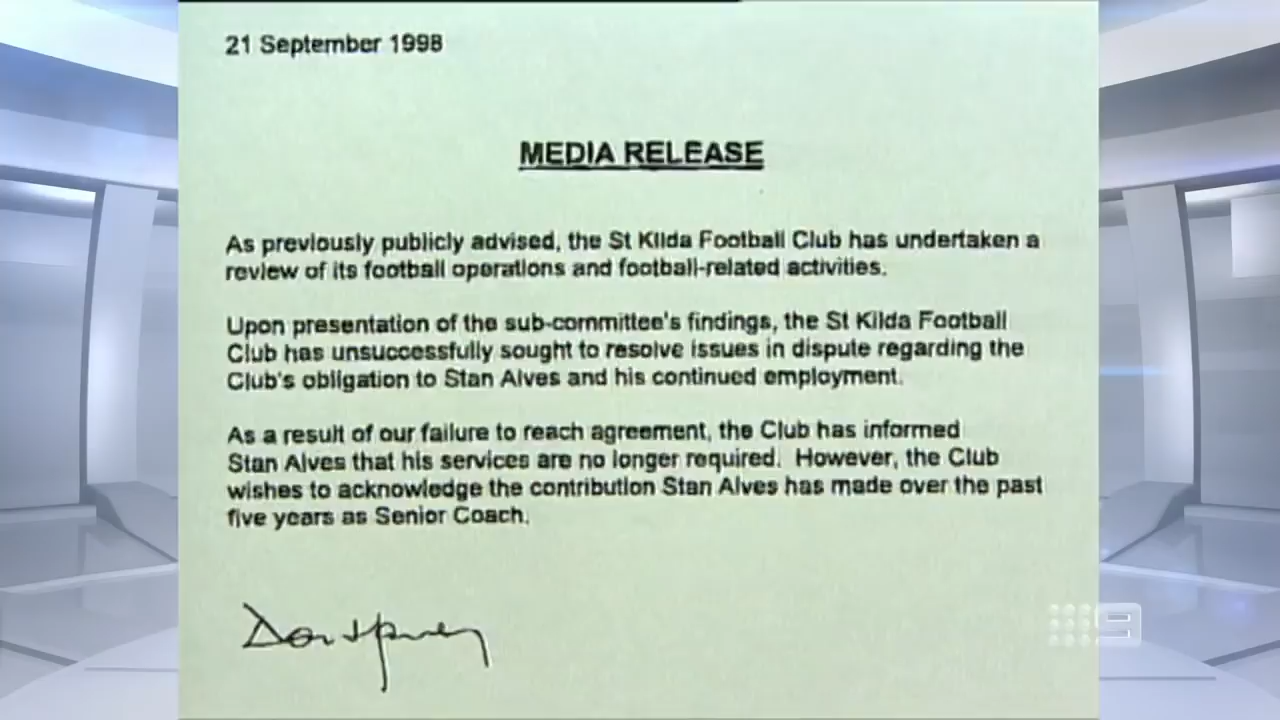 21 September 1998
MEDIA RELEASE
As previously publicly advised, the St Kilda Football Club has undertaken a
review of its football operations and football-related activities.
Upon presentation of the sub-committee's findings, the St Kilda Football
Club has unsuccessfully sought to resolve issues in dispute regarding the
Club's obligation to Stan Alves and his continued employment.
As a result of our failure to reach agreement, the Club has informed
Stan Alves that his services are no longer required. However, the Club
wishes to acknowledge the contribution Stan Alves has made over the past
five years as Senior Coach.
9